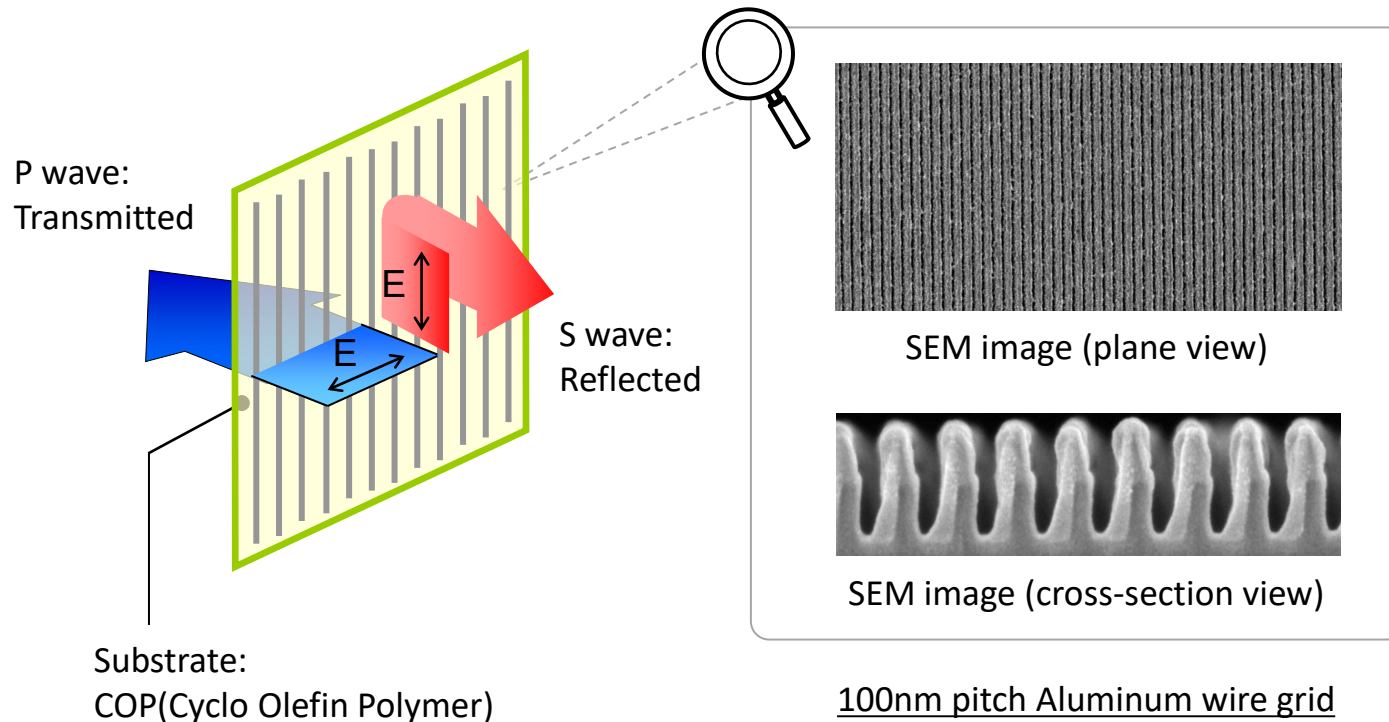 P wave:
Transmitted
E
E
S wave:
Reflected
Substrate:
COP(Cyclo Olefin Polymer)
SEM image (plane view)
SEM image (cross-section view)
100nm pitch Aluminum wire grid